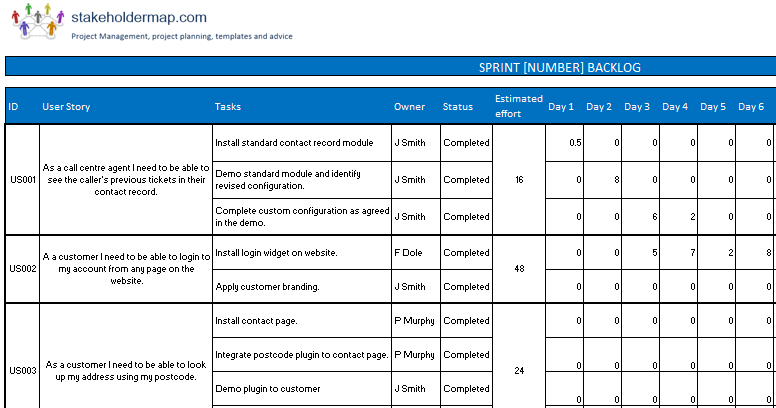 stakeholdermap.com
Project Management, project planning, templates and advice
SPRINT [NUMBER] BACKLOG
ID User Story Tasks Owner Status Estimated effort Day 1 Day 2 Day 3 Day 4 Day 5 Day 6
US001
As a call centre agent I need to be able to
see the caller's previous tickets in their
contact record.
Install standard contact record module J Smith Completed 0.5 0 0 0 0 0
Demo standard module and identify
revised configuration. J Smith Completed 0 8 0 0 0 0
Complete custom configuration as agreed
in the demo. J Smith Completed 0 0 6 2 0 0
16
US002
A a customer I need to be able to login to
my account from any page on the
website.
Install login widget on website. F Dole Completed 0 0 5 7 2 8
Apply customer branding. J Smith Completed 0 0 0 0 0 0
48
US003
As a customer I need to be able to look
up my address using my postcode.
Install contact page. P Murphy Completed 0 0 0 0 0 0
Integrate postcode plugin to contact page. P Murphy Completed 0 0 0 0 0 0
Demo plugin to customer J Smith Completed 0 0 0 0 0 0
24